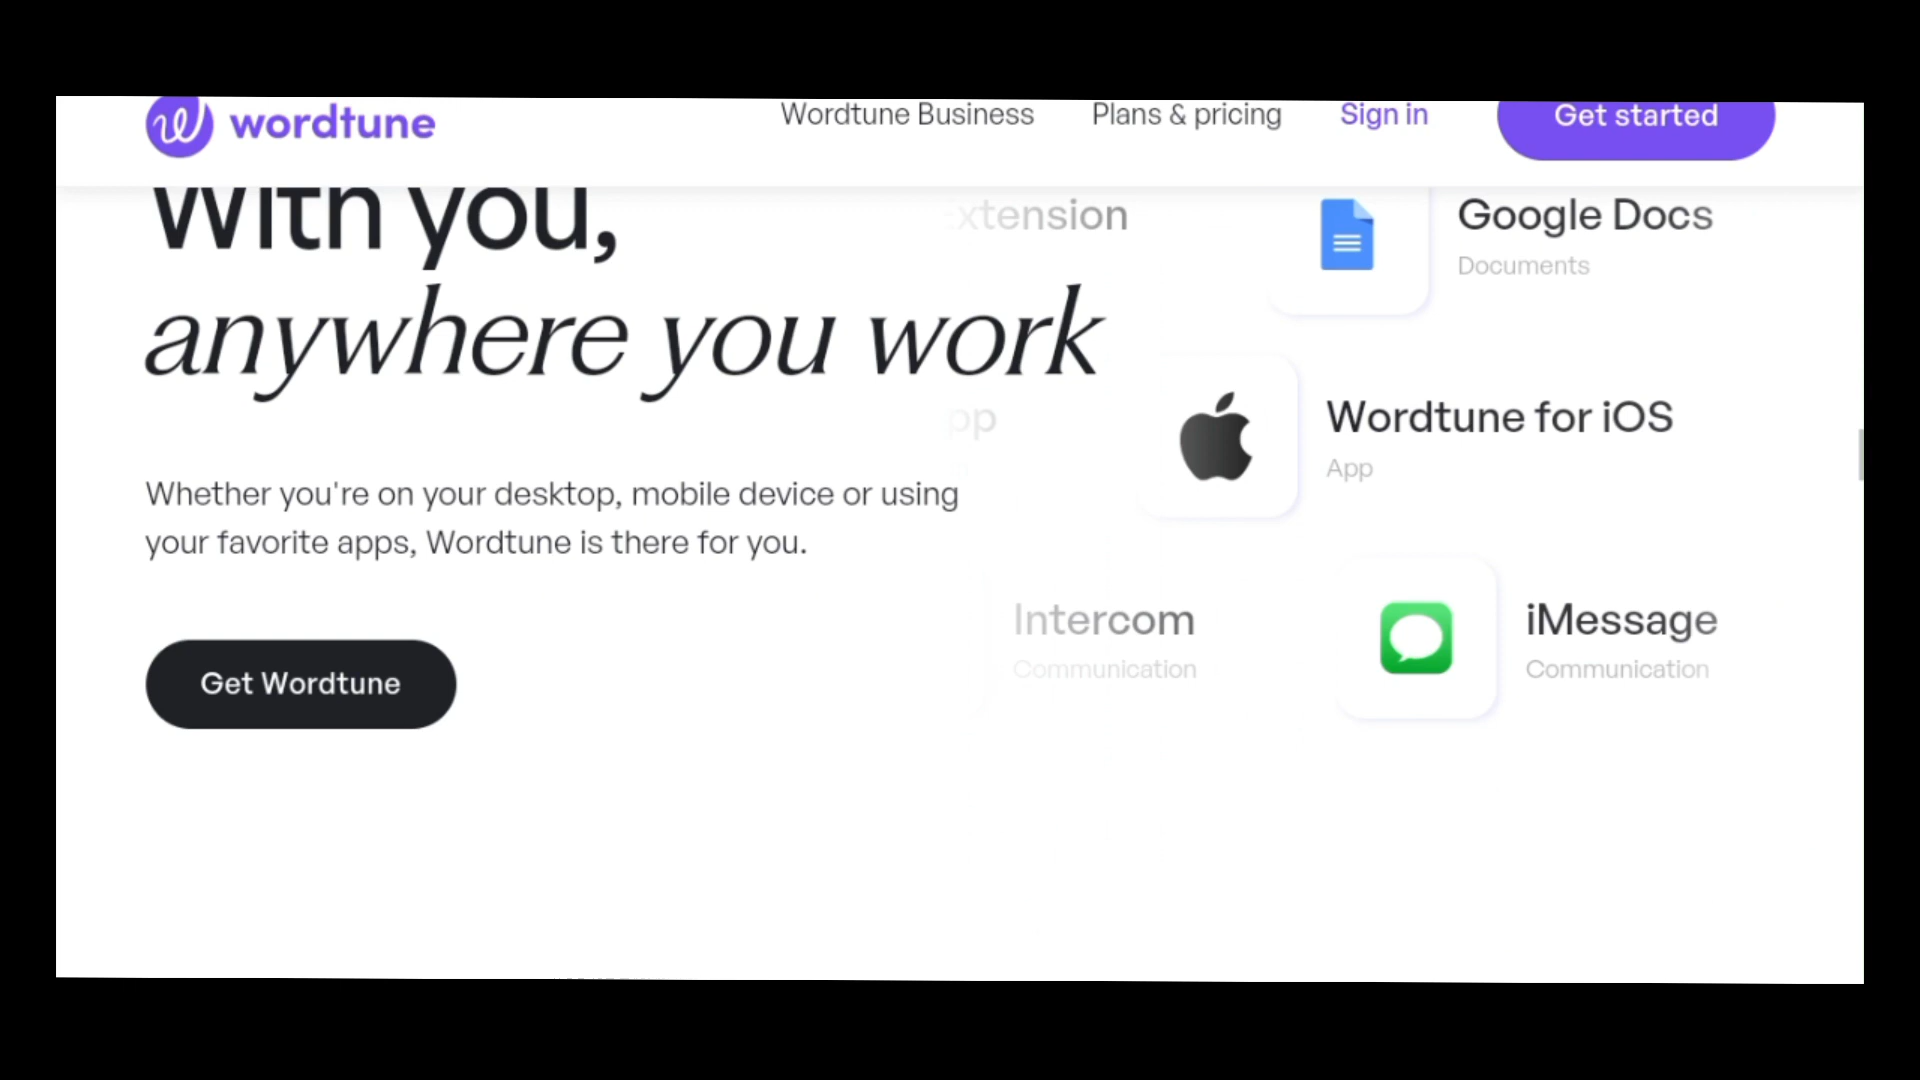 wordtune
Wordtune Business
Plans & pricing
Sign in
Get started
With you,
anywhere you work
Whether you're on your desktop, mobile device or using
your favorite apps, Wordtune is there for you.
Get Wordtune
Google Docs
Documents
Wordtune for iOS
App
Intercom
Communication
iMessage
Communication